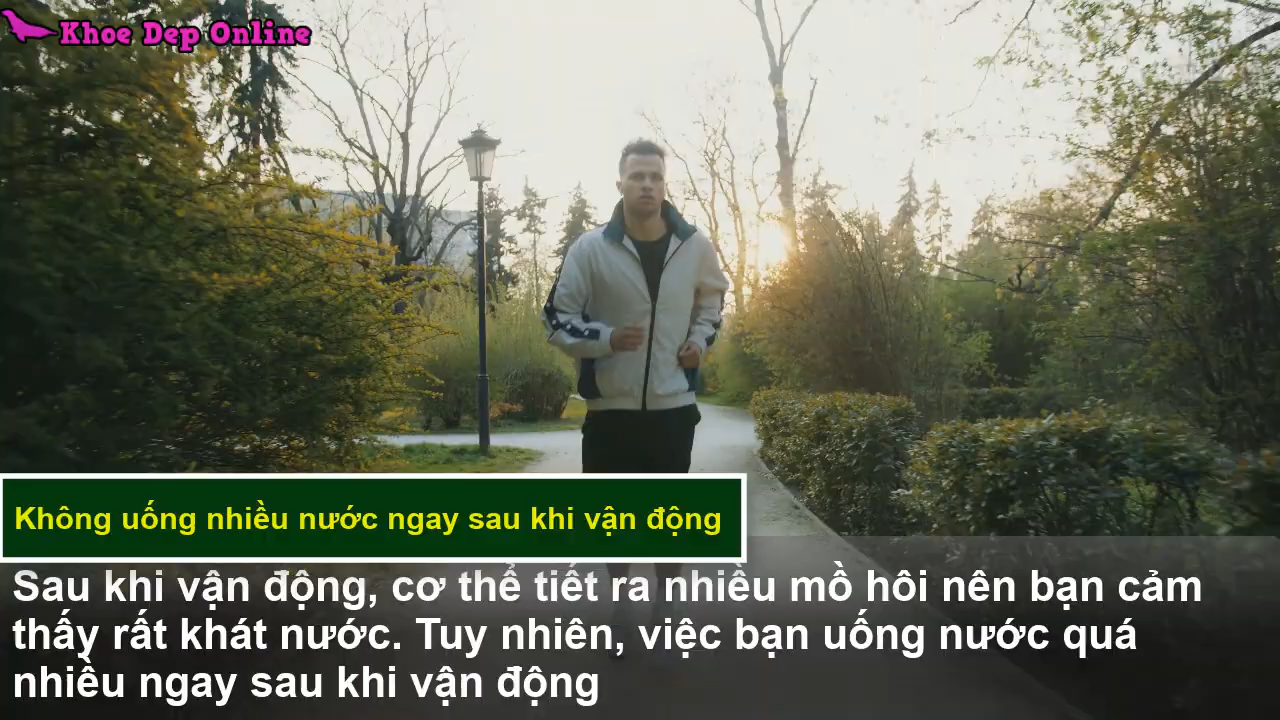 Khoe Dep Online
Không uống nhiều nước ngay sau khi vận động
Sau khi vận động, cơ thể tiết ra nhiều mồ hôi nên bạn cảm
thấy rất khát nước. Tuy nhiên, việc bạn uống nước quá
nhiều ngay sau khi vận động